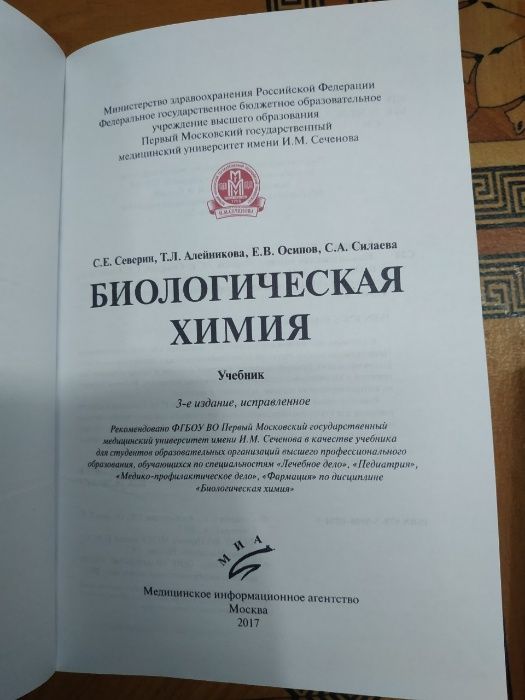 Министерство здравоохранения Российской Федерации
Федеральное государственное бюджетное образовательное
учреждение высшего образования
Первый Московский государственный
медицинский университет имени И.М. Сеченова
С.Е. Северин, Т.Л. Алейникова, Е.В. Осипов, С.А. Силаева
БИОЛОГИЧЕСКАЯ
ХИМИЯ
Учебник
3-е издание, исправленное
Рекомендовано ФГБОУ ВО Первый Московский государственный
медицинский университет имени И.М. Сеченова в качестве учебника
для студентов образовательных организаций высшего профессионального
образования, обучающихся по специальностям «Лечебное дело», «Педиатрия»,
«Медико-профилактическое дело», «Фармация» по дисциплине
«Биологическая химия»
МИА
Медицинское информационное агентство
Москва
2017